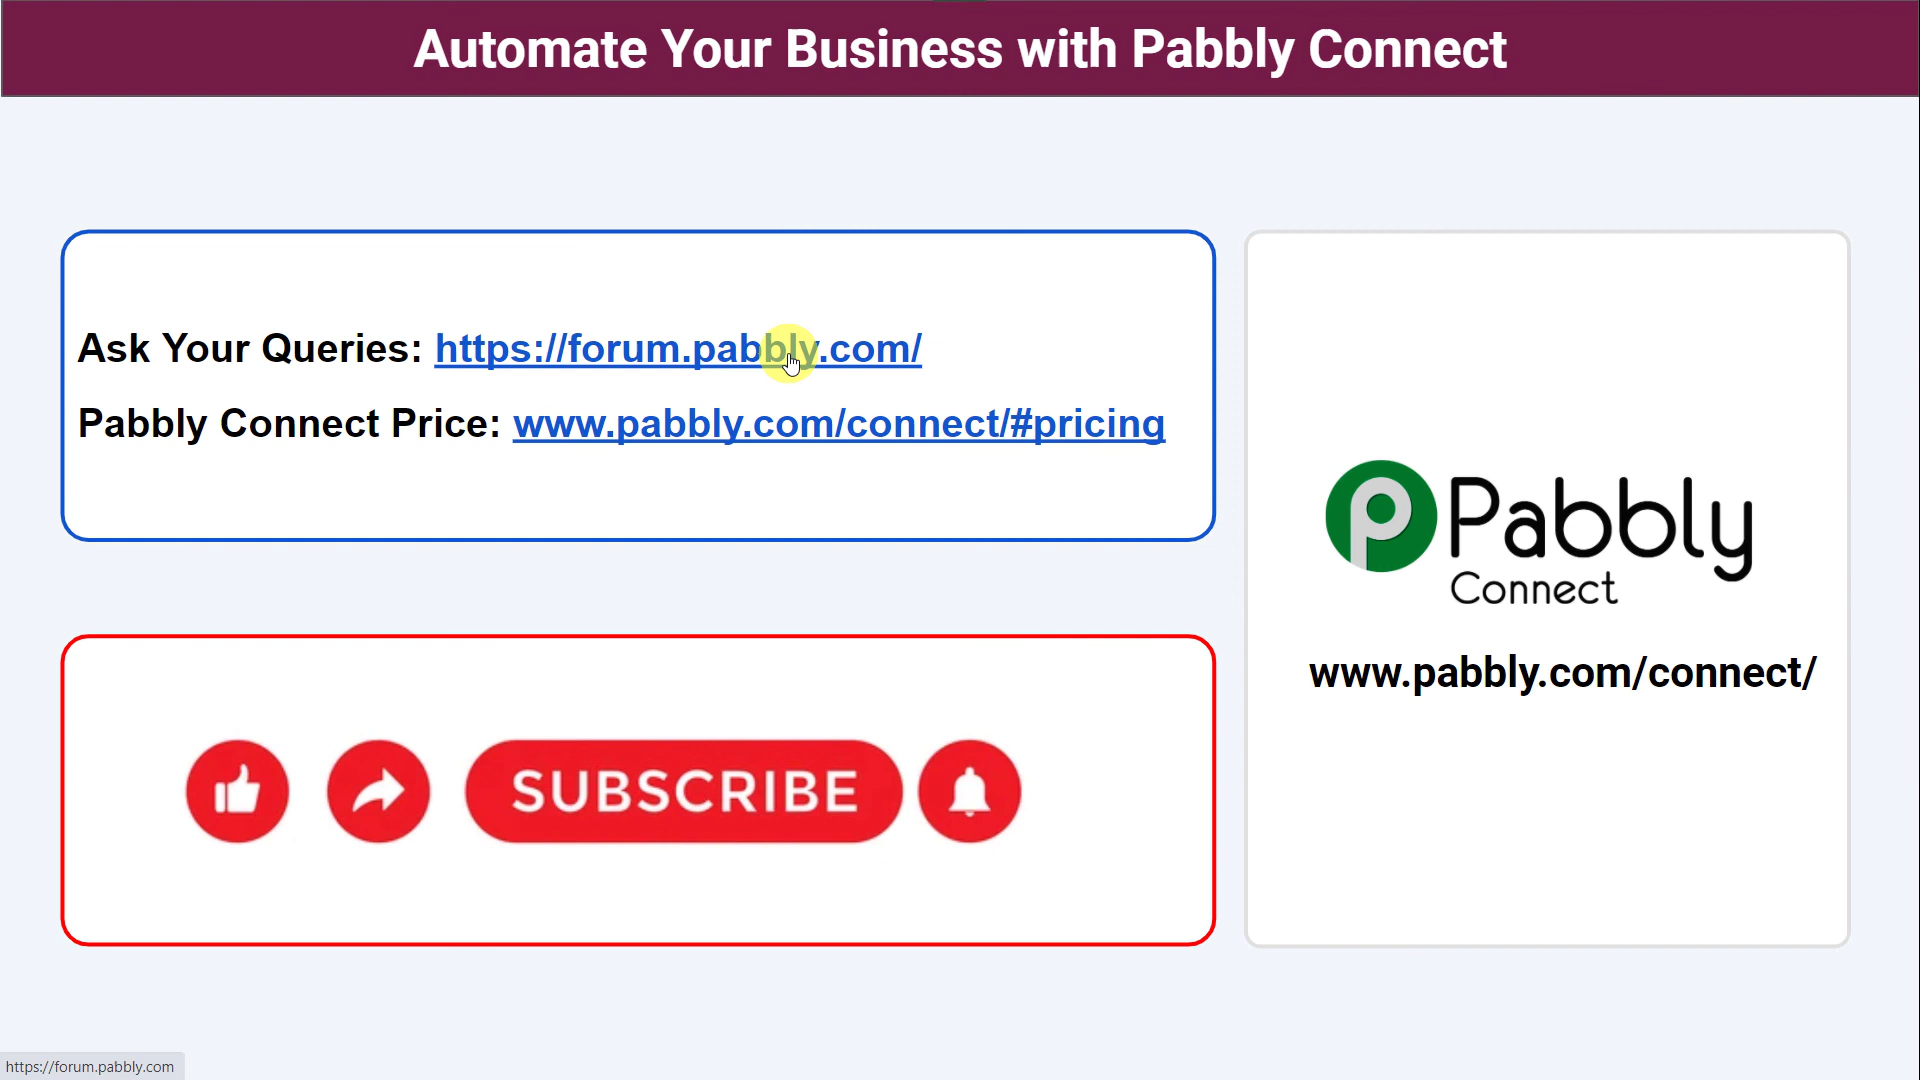 Automate Your Business with Pabbly Connect
Ask Your Queries: https://forum.pabbly.com/
Pabbly Connect Price: www.pabbly.com/connect/#pricing
Pabbly
Connect
www.pabbly.com/connect/
SUBSCRIBE
https://forum.pabbly.com